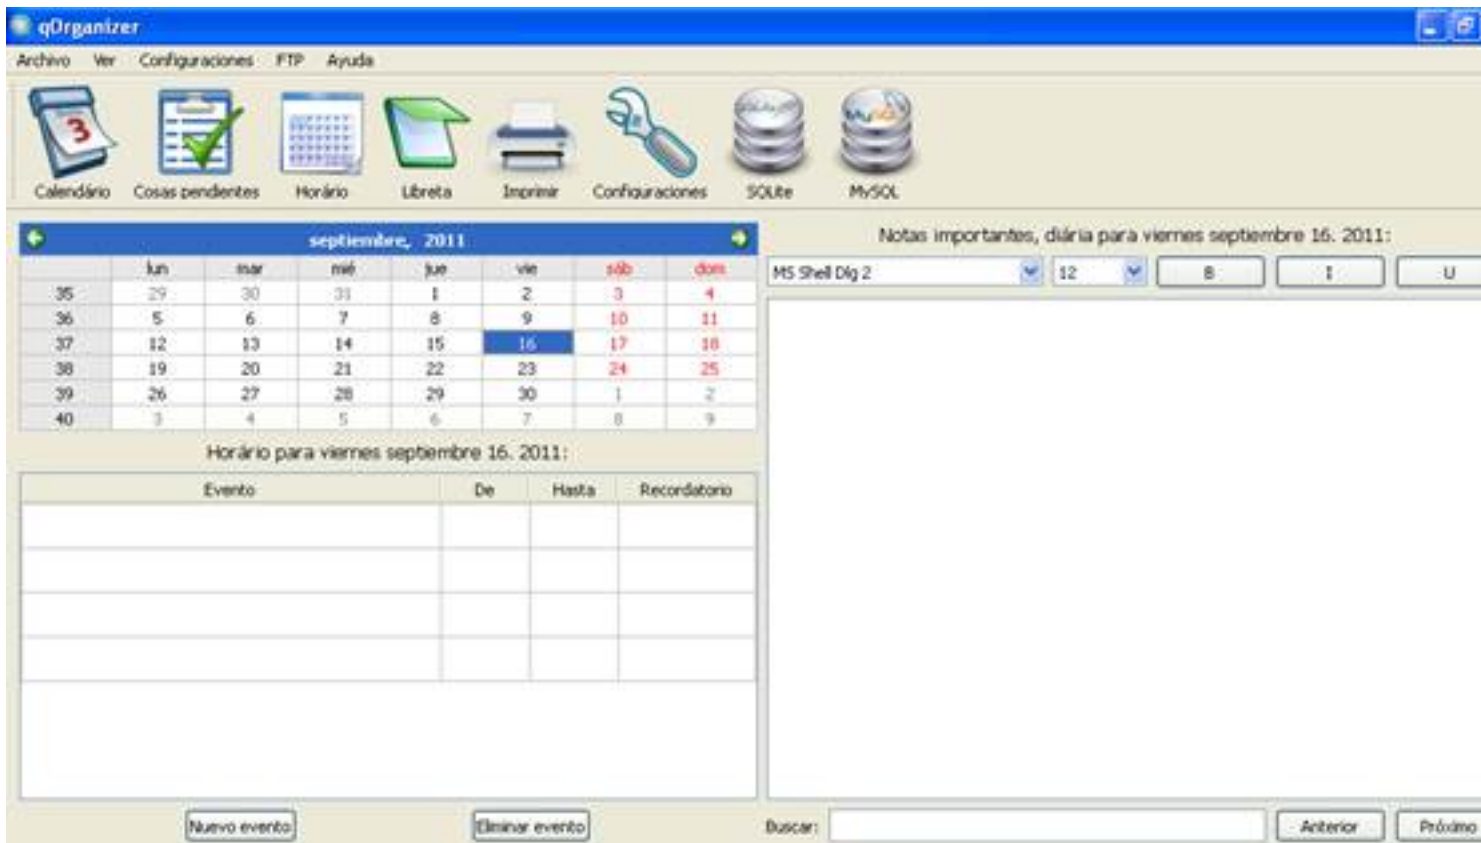 qOrganizer
Archivo Ver Configuraciones FTP Ayuda
3
Calendário Cosas pendentes Horário Libreta Imprimir Configuraciones SQLite MySQL
MySQL
septiembre, 2011
lun mar mié jue vie sáb dom
35 29 30 31 1 2 3 4
36 5 6 7 8 9 10 11
37 12 13 14 15 16 17 18
38 19 20 21 22 23 24 25
39 26 27 28 29 30 1 2
40 3 4 5 6 7 8 9
Horário para viernes septiembre 16. 2011:
Evento De Hasta Recordatorio
Nuevo evento Eliminar evento
Notas importantes, diária para viernes septiembre 16. 2011:
MS Shell Dlg 2 12 B I U
Buscar: Anterior Próximo